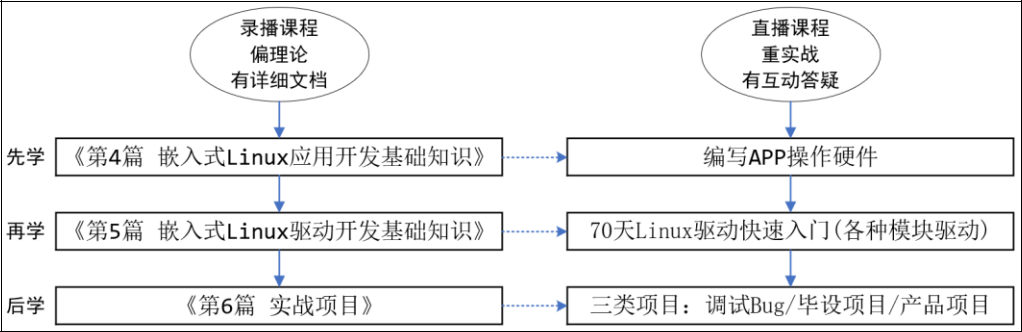 录播课程
偏理论
有详细文档
直播课程
重实战
有互动答疑
先学
《第4篇 嵌入式Linux应用开发基础知识》
编写APP操作硬件
再学
《第5篇 嵌入式Linux驱动开发基础知识》
70天Linux驱动快速入门(各种模块驱动)
后学
《第6篇 实战项目》
三类项目: 调试Bug/毕设项目/产品项目